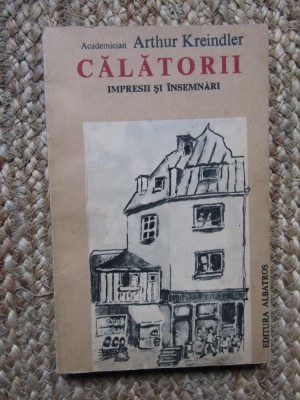 Academician Arthur Kreindler
CĂLĂTORII
IMPRESII ȘI ÎNSEMNĂRI
EDITURA ALBATROS